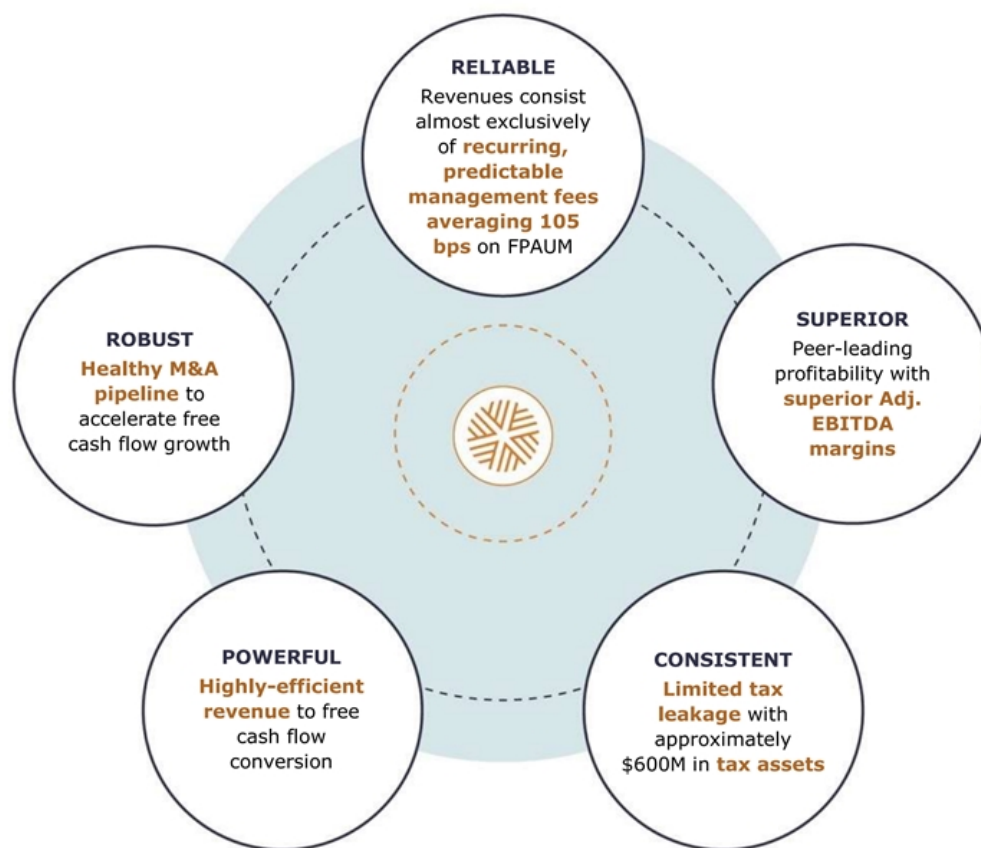 RELIABLE
Revenues consist
almost exclusively
of recurring,
predictable
management fees
averaging 105
bps on FPAUM
SUPERIOR
Peer-leading
profitability with
superior Adj.
EBITDA
margins
CONSISTENT
Limited tax
leakage with
approximately
$600M in tax assets
POWERFUL
Highly-efficient
revenue to free
cash flow
conversion
ROBUST
Healthy M&A
pipeline to
accelerate free
cash flow growth